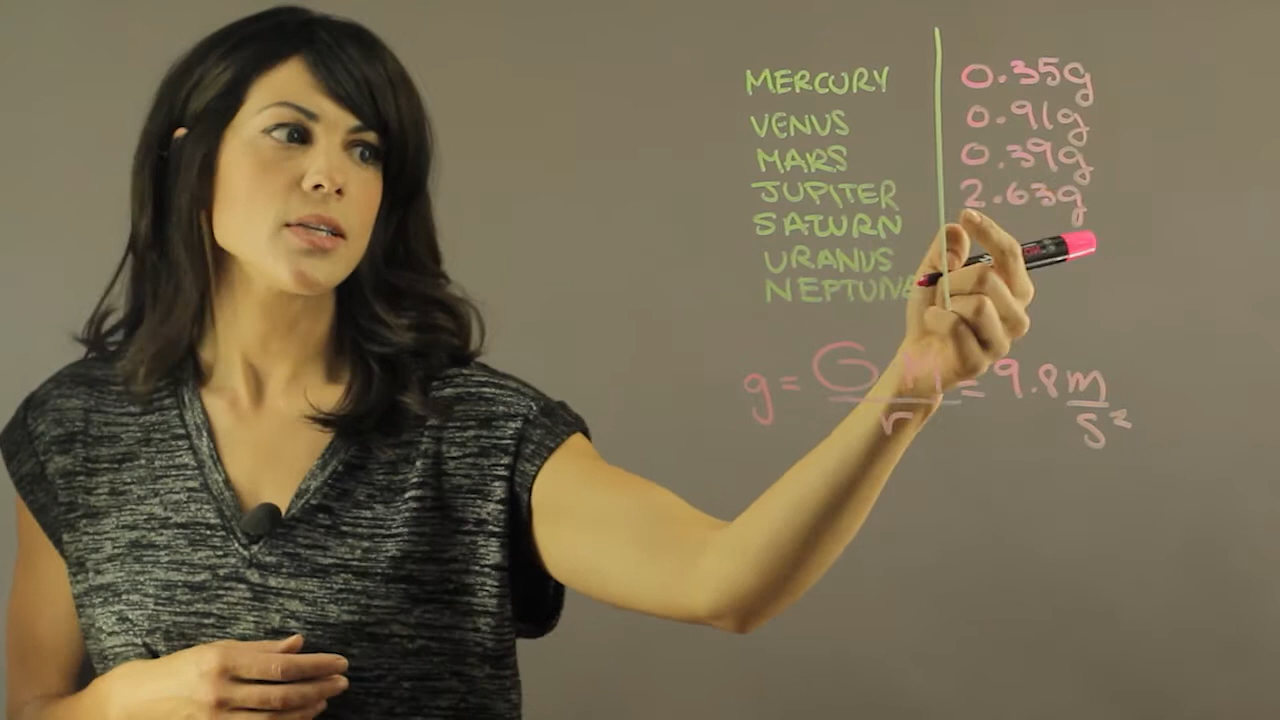 MERCURY 0.35g
VENUS 0.91g
MARS 0.39g
JUPITER 2.63g
SATURN
URANUS
NEPTUNE
g = G M / r = 9.8 m/s²